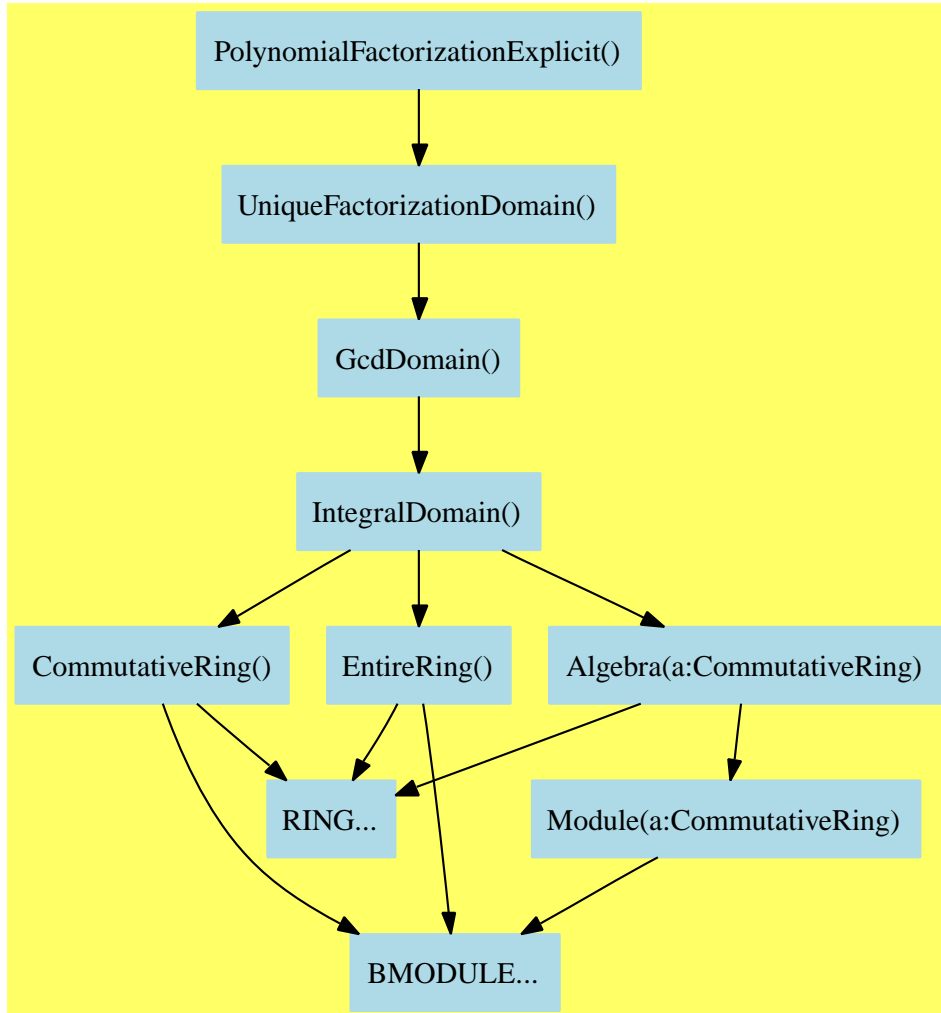 PolynomialFactorizationExplicit()
UniqueFactorizationDomain()
GcdDomain()
IntegralDomain()
CommutativeRing()
EntireRing()
Algebra(a:CommutativeRing)
RING...
Module(a:CommutativeRing)
BMODULE...